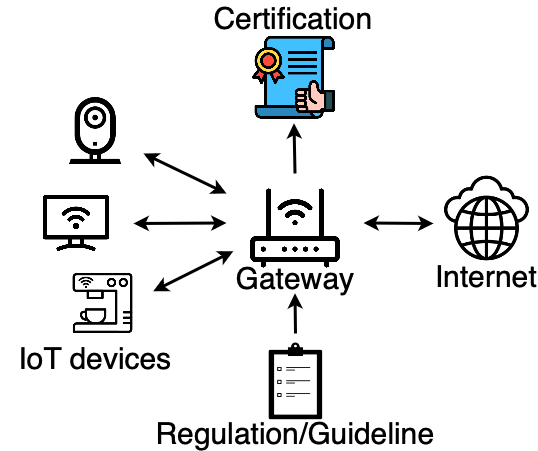 Certification
Gateway
Internet
IoT devices
Regulation/Guideline